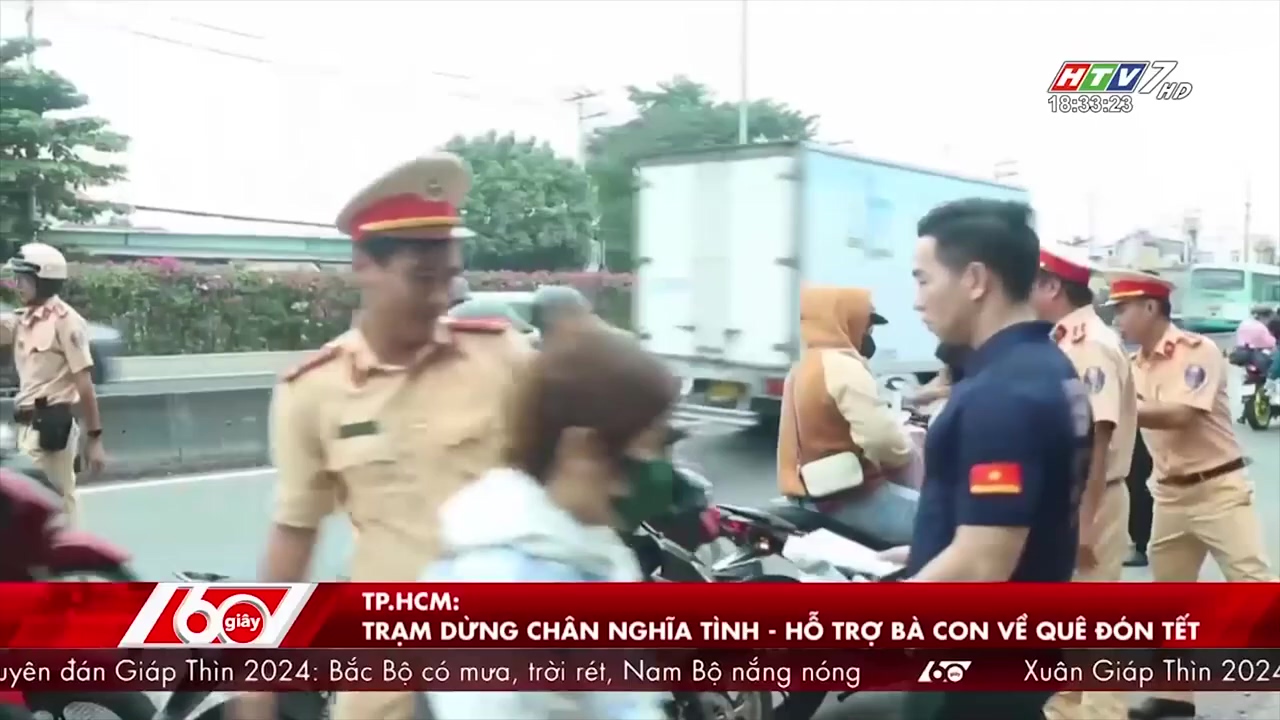 HTV7 HD
18:33:23
60 giây
TP.HCM:
TRẠM DỪNG CHÂN NGHĨA TÌNH - HỖ TRỢ BÀ CON VỀ QUÊ ĐÓN TẾT
uyên đán Giáp Thìn 2024: Bắc Bộ có mưa, trời rét, Nam Bộ nắng nóng 60 giây Xuân Giáp Thìn 2024